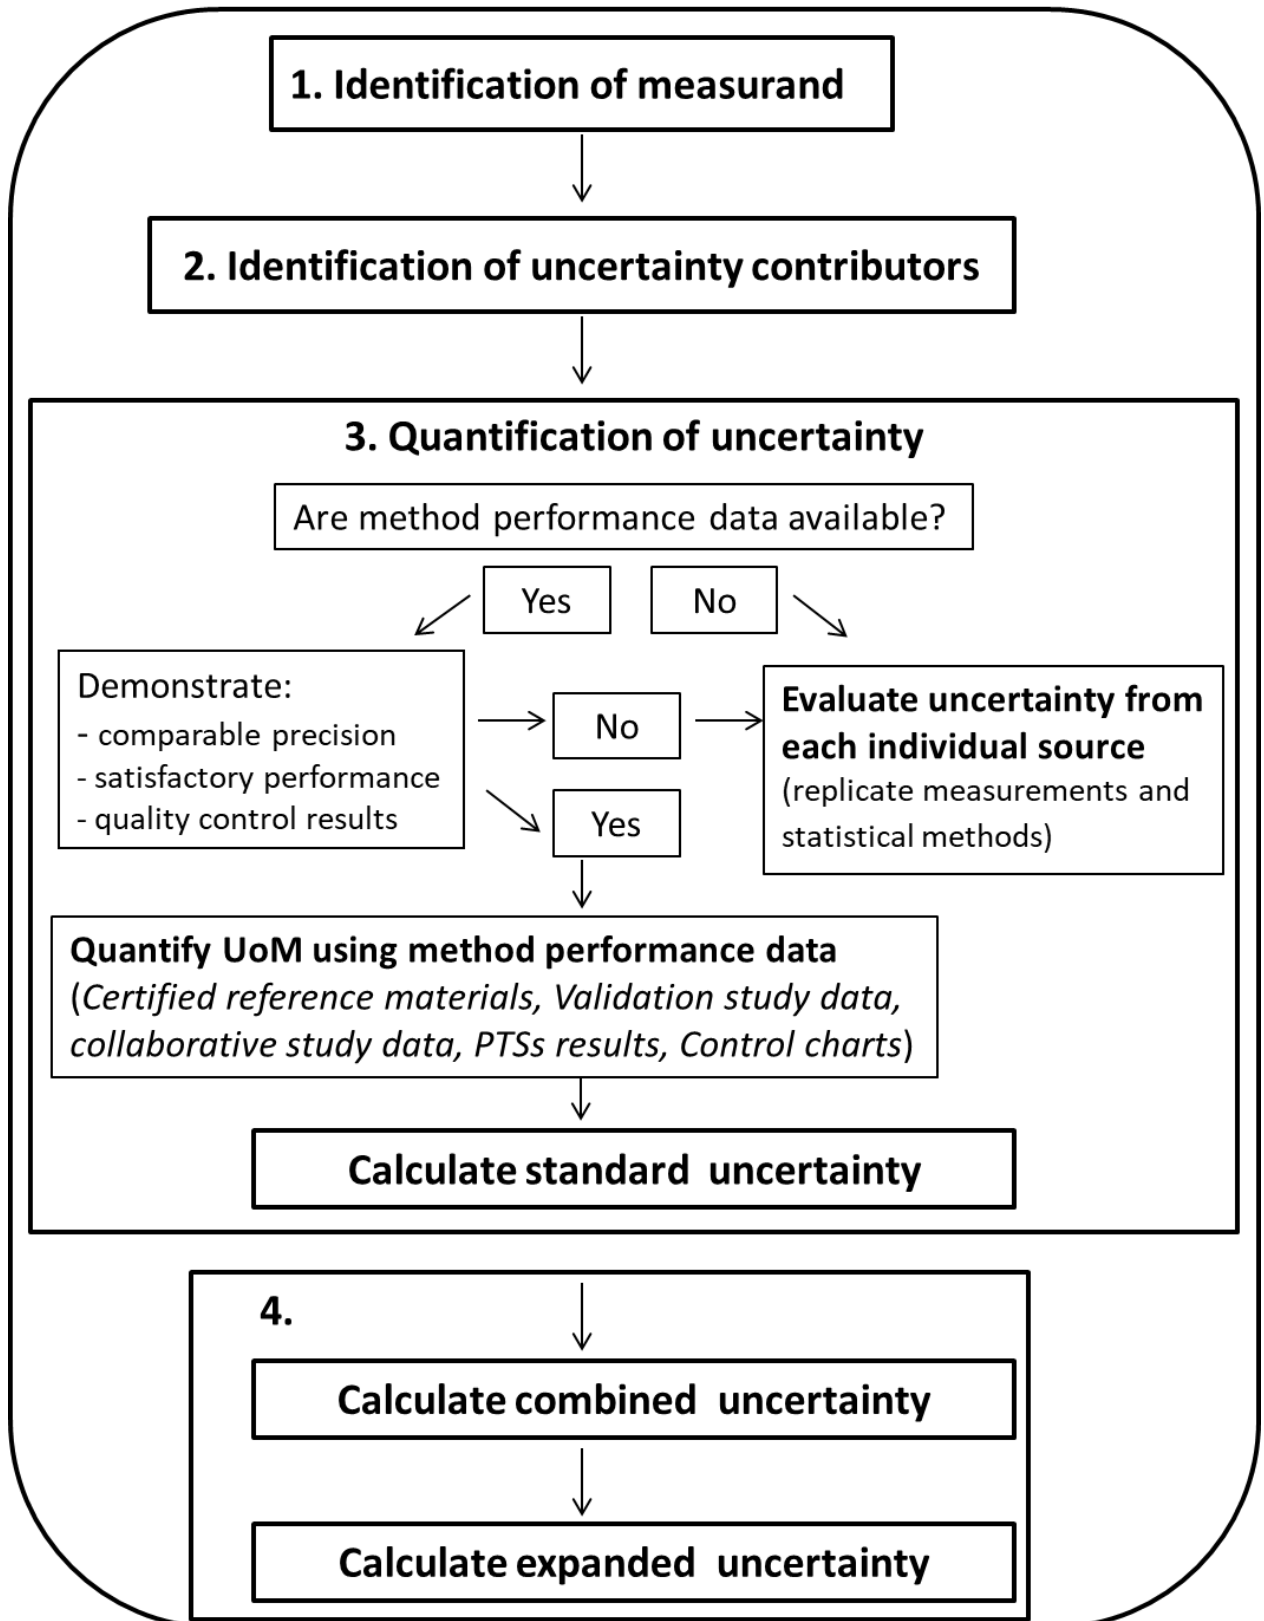 1. Identification of measurand
2. Identification of uncertainty contributors
3. Quantification of uncertainty
Are method performance data available?
Yes
No
Demonstrate:
- comparable precision
- satisfactory performance
- quality control results
No
Yes
Evaluate uncertainty from
each individual source
(replicate measurements and
statistical methods)
Quantify UoM using method performance data
(Certified reference materials, Validation study data,
collaborative study data, PTSs results, Control charts)
Calculate standard uncertainty
4.
Calculate combined uncertainty
Calculate expanded uncertainty